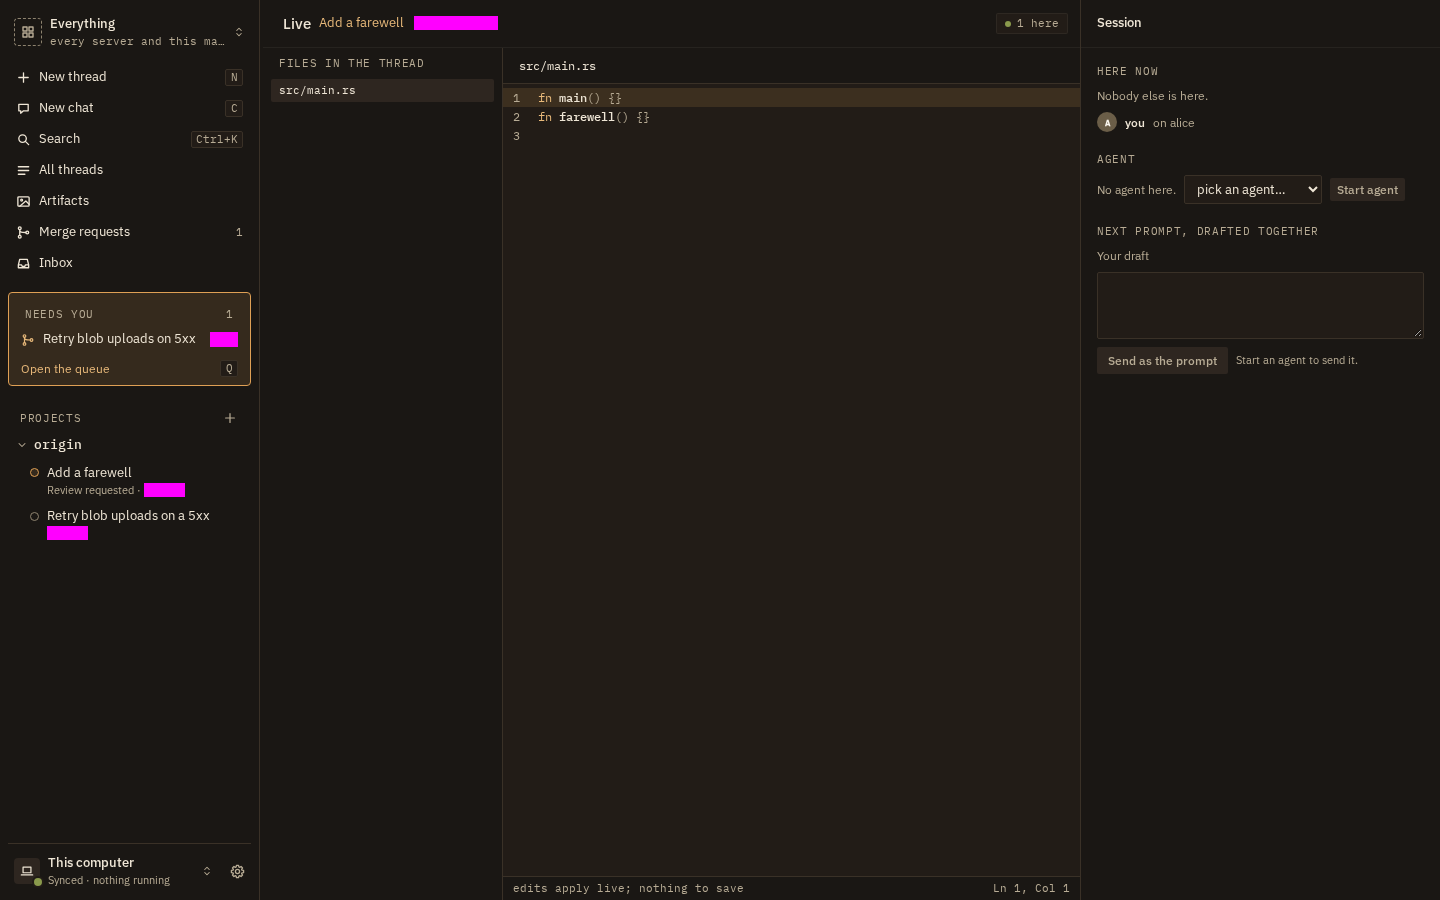 Everything
every server and this ma…
New thread N
New chat C
Search Ctrl+K
All threads
Artifacts
Merge requests 1
Inbox
NEEDS YOU 1
Retry blob uploads on 5xx
Open the queue Q
PROJECTS
origin
Add a farewell
Review requested ·
Retry blob uploads on a 5xx
This computer
Synced · nothing running
Live Add a farewell
1 here
FILES IN THE THREAD
src/main.rs
src/main.rs
1 fn main() {}
2 fn farewell() {}
3
edits apply live; nothing to save
Ln 1, Col 1
Session
HERE NOW
Nobody else is here.
A you on alice
AGENT
No agent here. pick an agent… Start agent
NEXT PROMPT, DRAFTED TOGETHER
Your draft
Send as the prompt Start an agent to send it.